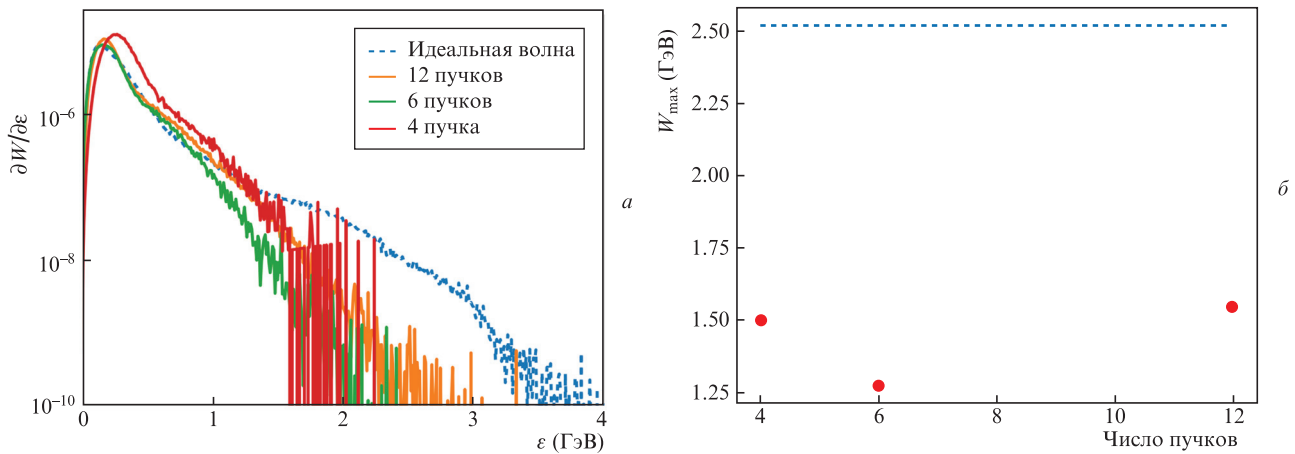 ∂W/∂ε
10⁻⁶
10⁻⁸
10⁻¹⁰
0
1
2
3
4
ε (ГэВ)
Идеальная волна
12 пучков
6 пучков
4 пучка
а
W_max (ГэВ)
2.50
2.25
2.00
1.75
1.50
1.25
4
6
8
10
12
Число пучков
б